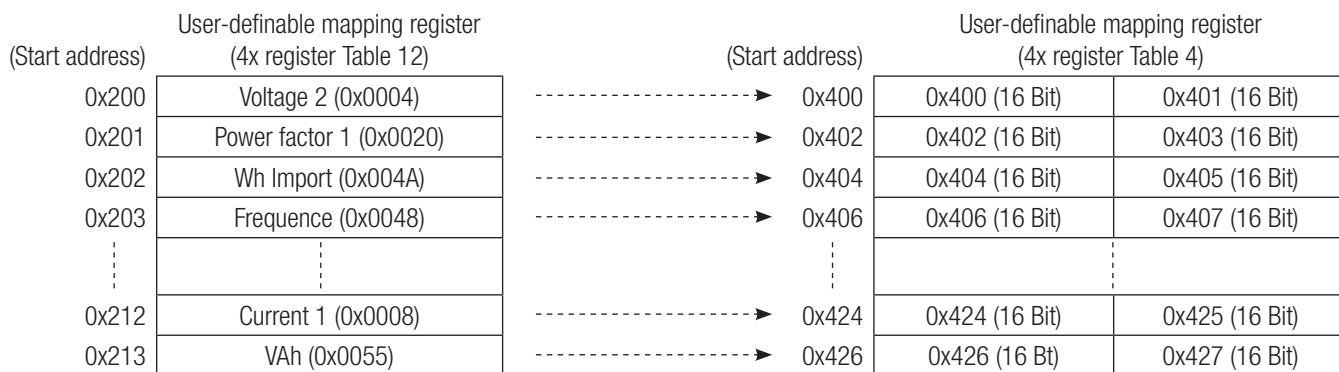 User-definable mapping register
(Start address) (4x register Table 12)
0x200 Voltage 2 (0x0004)
0x201 Power factor 1 (0x0020)
0x202 Wh Import (0x004A)
0x203 Frequence (0x0048)
0x212 Current 1 (0x0008)
0x213 VAh (0x0055)
User-definable mapping register
(Start address) (4x register Table 4)
0x400 0x400 (16 Bit) 0x401 (16 Bit)
0x402 0x402 (16 Bit) 0x403 (16 Bit)
0x404 0x404 (16 Bit) 0x405 (16 Bit)
0x406 0x406 (16 Bit) 0x407 (16 Bit)
0x424 0x424 (16 Bit) 0x425 (16 Bit)
0x426 0x426 (16 Bt) 0x427 (16 Bit)